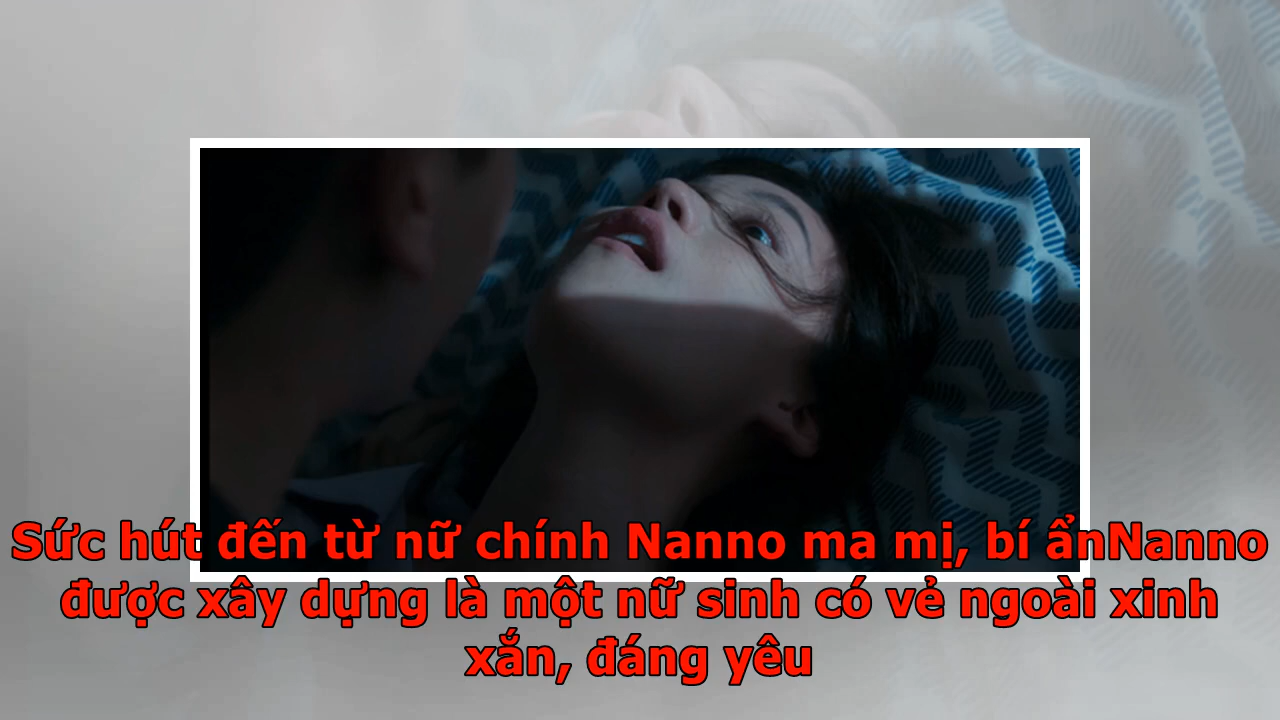 Sức hút đến từ nữ chính Nanno ma mị, bí ẩnNanno
được xây dựng là một nữ sinh có vẻ ngoài xinh
xắn, đáng yêu